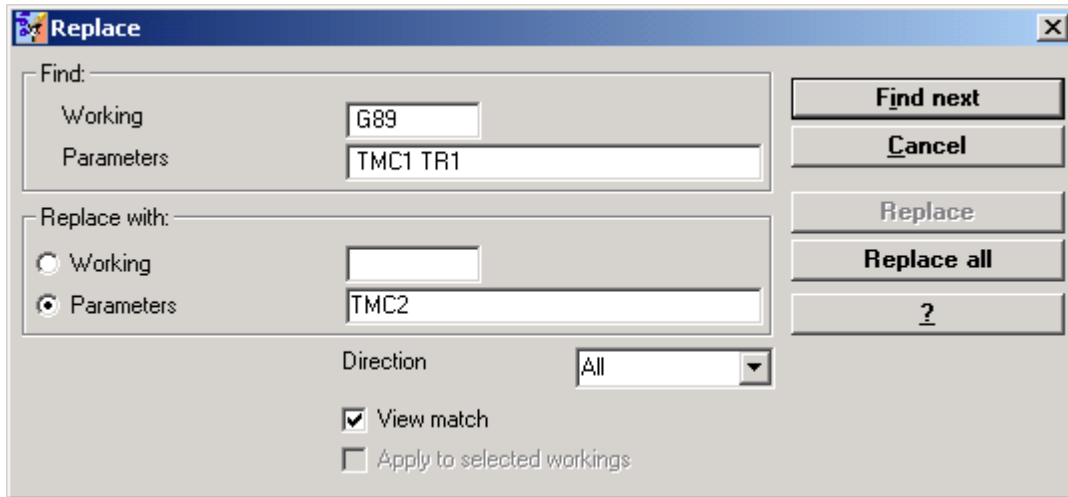 Replace
Find:
Working G89
Parameters TMC1 TR1
Replace with:
Working
Parameters TMC2
Direction All
View match
Apply to selected workings
Find next
Cancel
Replace
Replace all
?